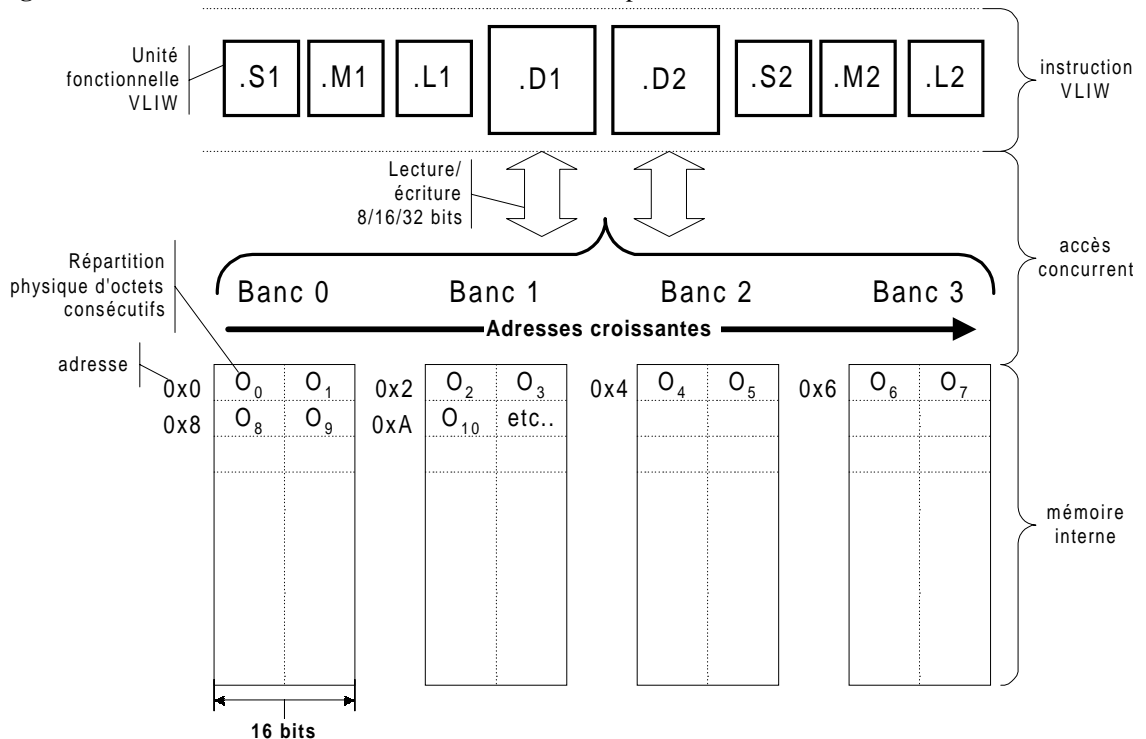 Unité
fonctionnelle
VLIW
.S1 .M1 .L1 .D1 .D2 .S2 .M2 .L2
instruction
VLIW
Lecture/
écriture
8/16/32 bits
accès
concurrent
Répartition
physique d'octets
consécutifs
Banc 0 Banc 1 Banc 2 Banc 3
Adresses croissantes
adresse
0x0 O0 O1 0x2 O2 O3 0x4 O4 O5 0x6 O6 O7
0x8 O8 O9 0xA O10 etc..
mémoire
interne
16 bits